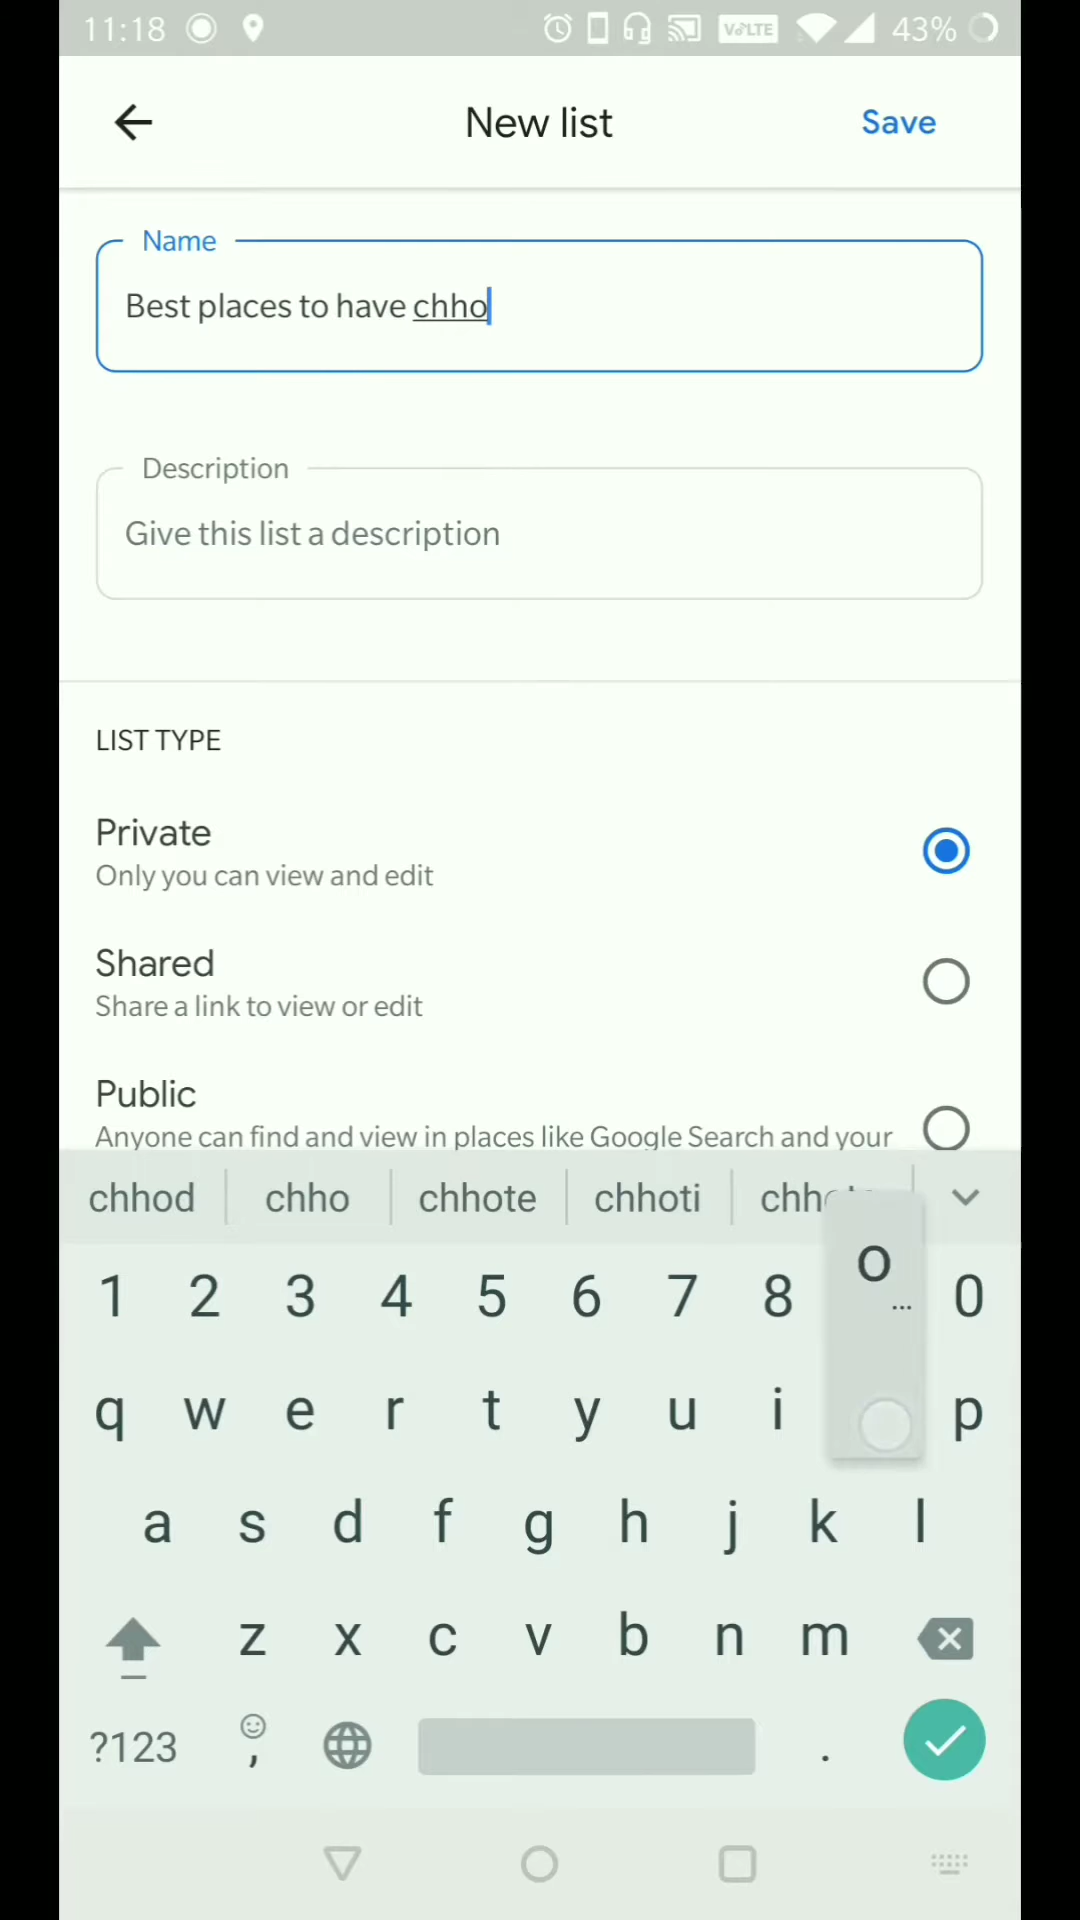 11:18 VoLTE 43%
New list Save
Name
Best places to have chho
Description
Give this list a description
LIST TYPE
Private
Only you can view and edit
Shared
Share a link to view or edit
Public
Anyone can find and view in places like Google Search and your
chhod chho chhote chhoti
1 2 3 4 5 6 7 8 o... 0
q w e r t y u i p
a s d f g h j k l
z x c v b n m
?123 , .